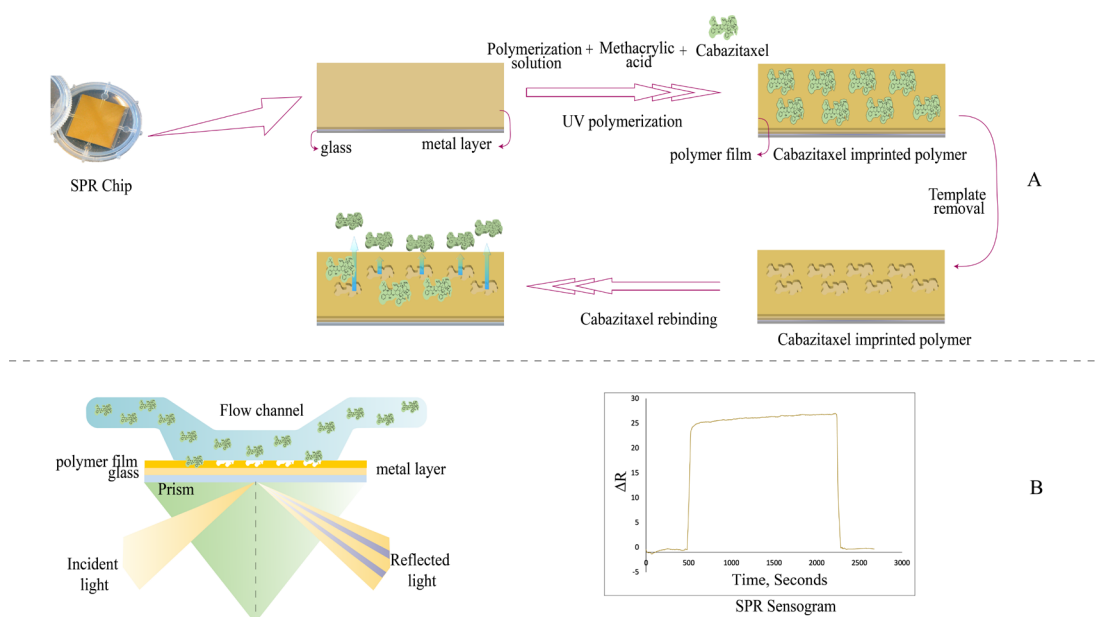 Polymerization + Methacrylic + Cabazitaxel
solution acid
UV polymerization
glass
metal layer
polymer film
Cabazitaxel imprinted polymer
SPR Chip
A
Template
removal
Cabazitaxel rebinding
Cabazitaxel imprinted polymer
Flow channel
polymer film
glass
metal layer
Prism
Incident
light
Reflected
light
30
25
20
15
10
5
0
-5
ΔR
0 500 1000 1500 2000 2500 3000
Time, Seconds
SPR Sensogram
B